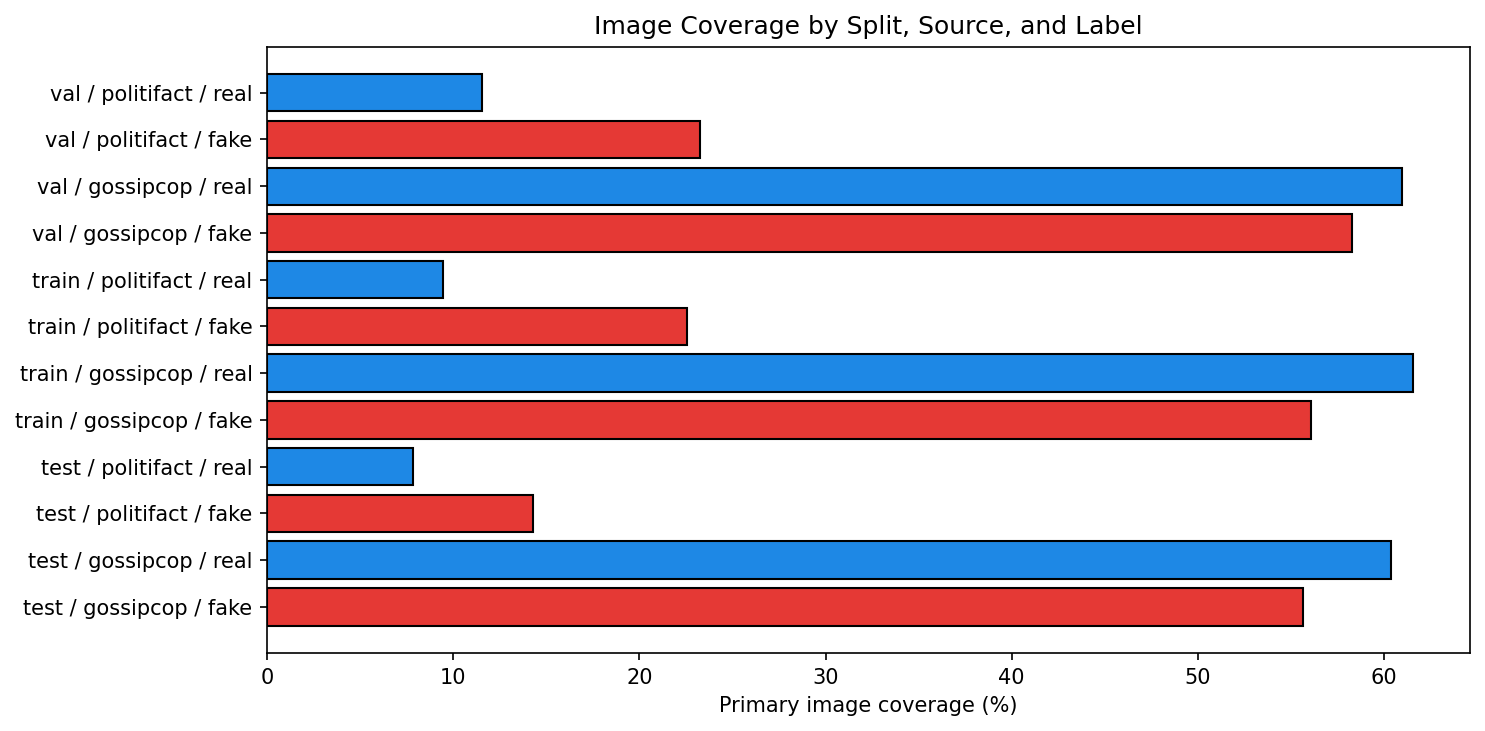 Image Coverage by Split, Source, and Label
val / politifact / real
val / politifact / fake
val / gossipcop / real
val / gossipcop / fake
train / politifact / real
train / politifact / fake
train / gossipcop / real
train / gossipcop / fake
test / politifact / real
test / politifact / fake
test / gossipcop / real
test / gossipcop / fake
0 10 20 30 40 50 60
Primary image coverage (%)